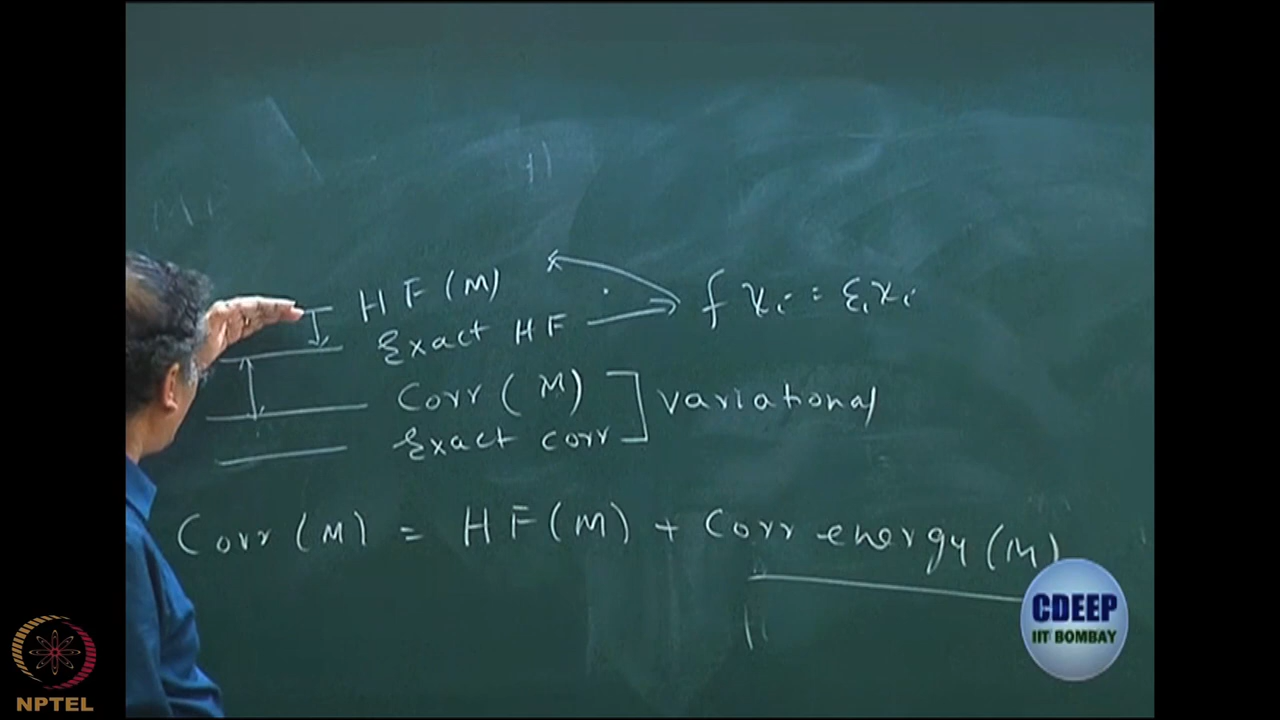 HF (M)
Exact HF
f χi = εi χi
Corr (M)
Exact corr
variational
Corr (M) = HF (M) + Corr energy (M)
CDEEP
IIT BOMBAY
NPTEL